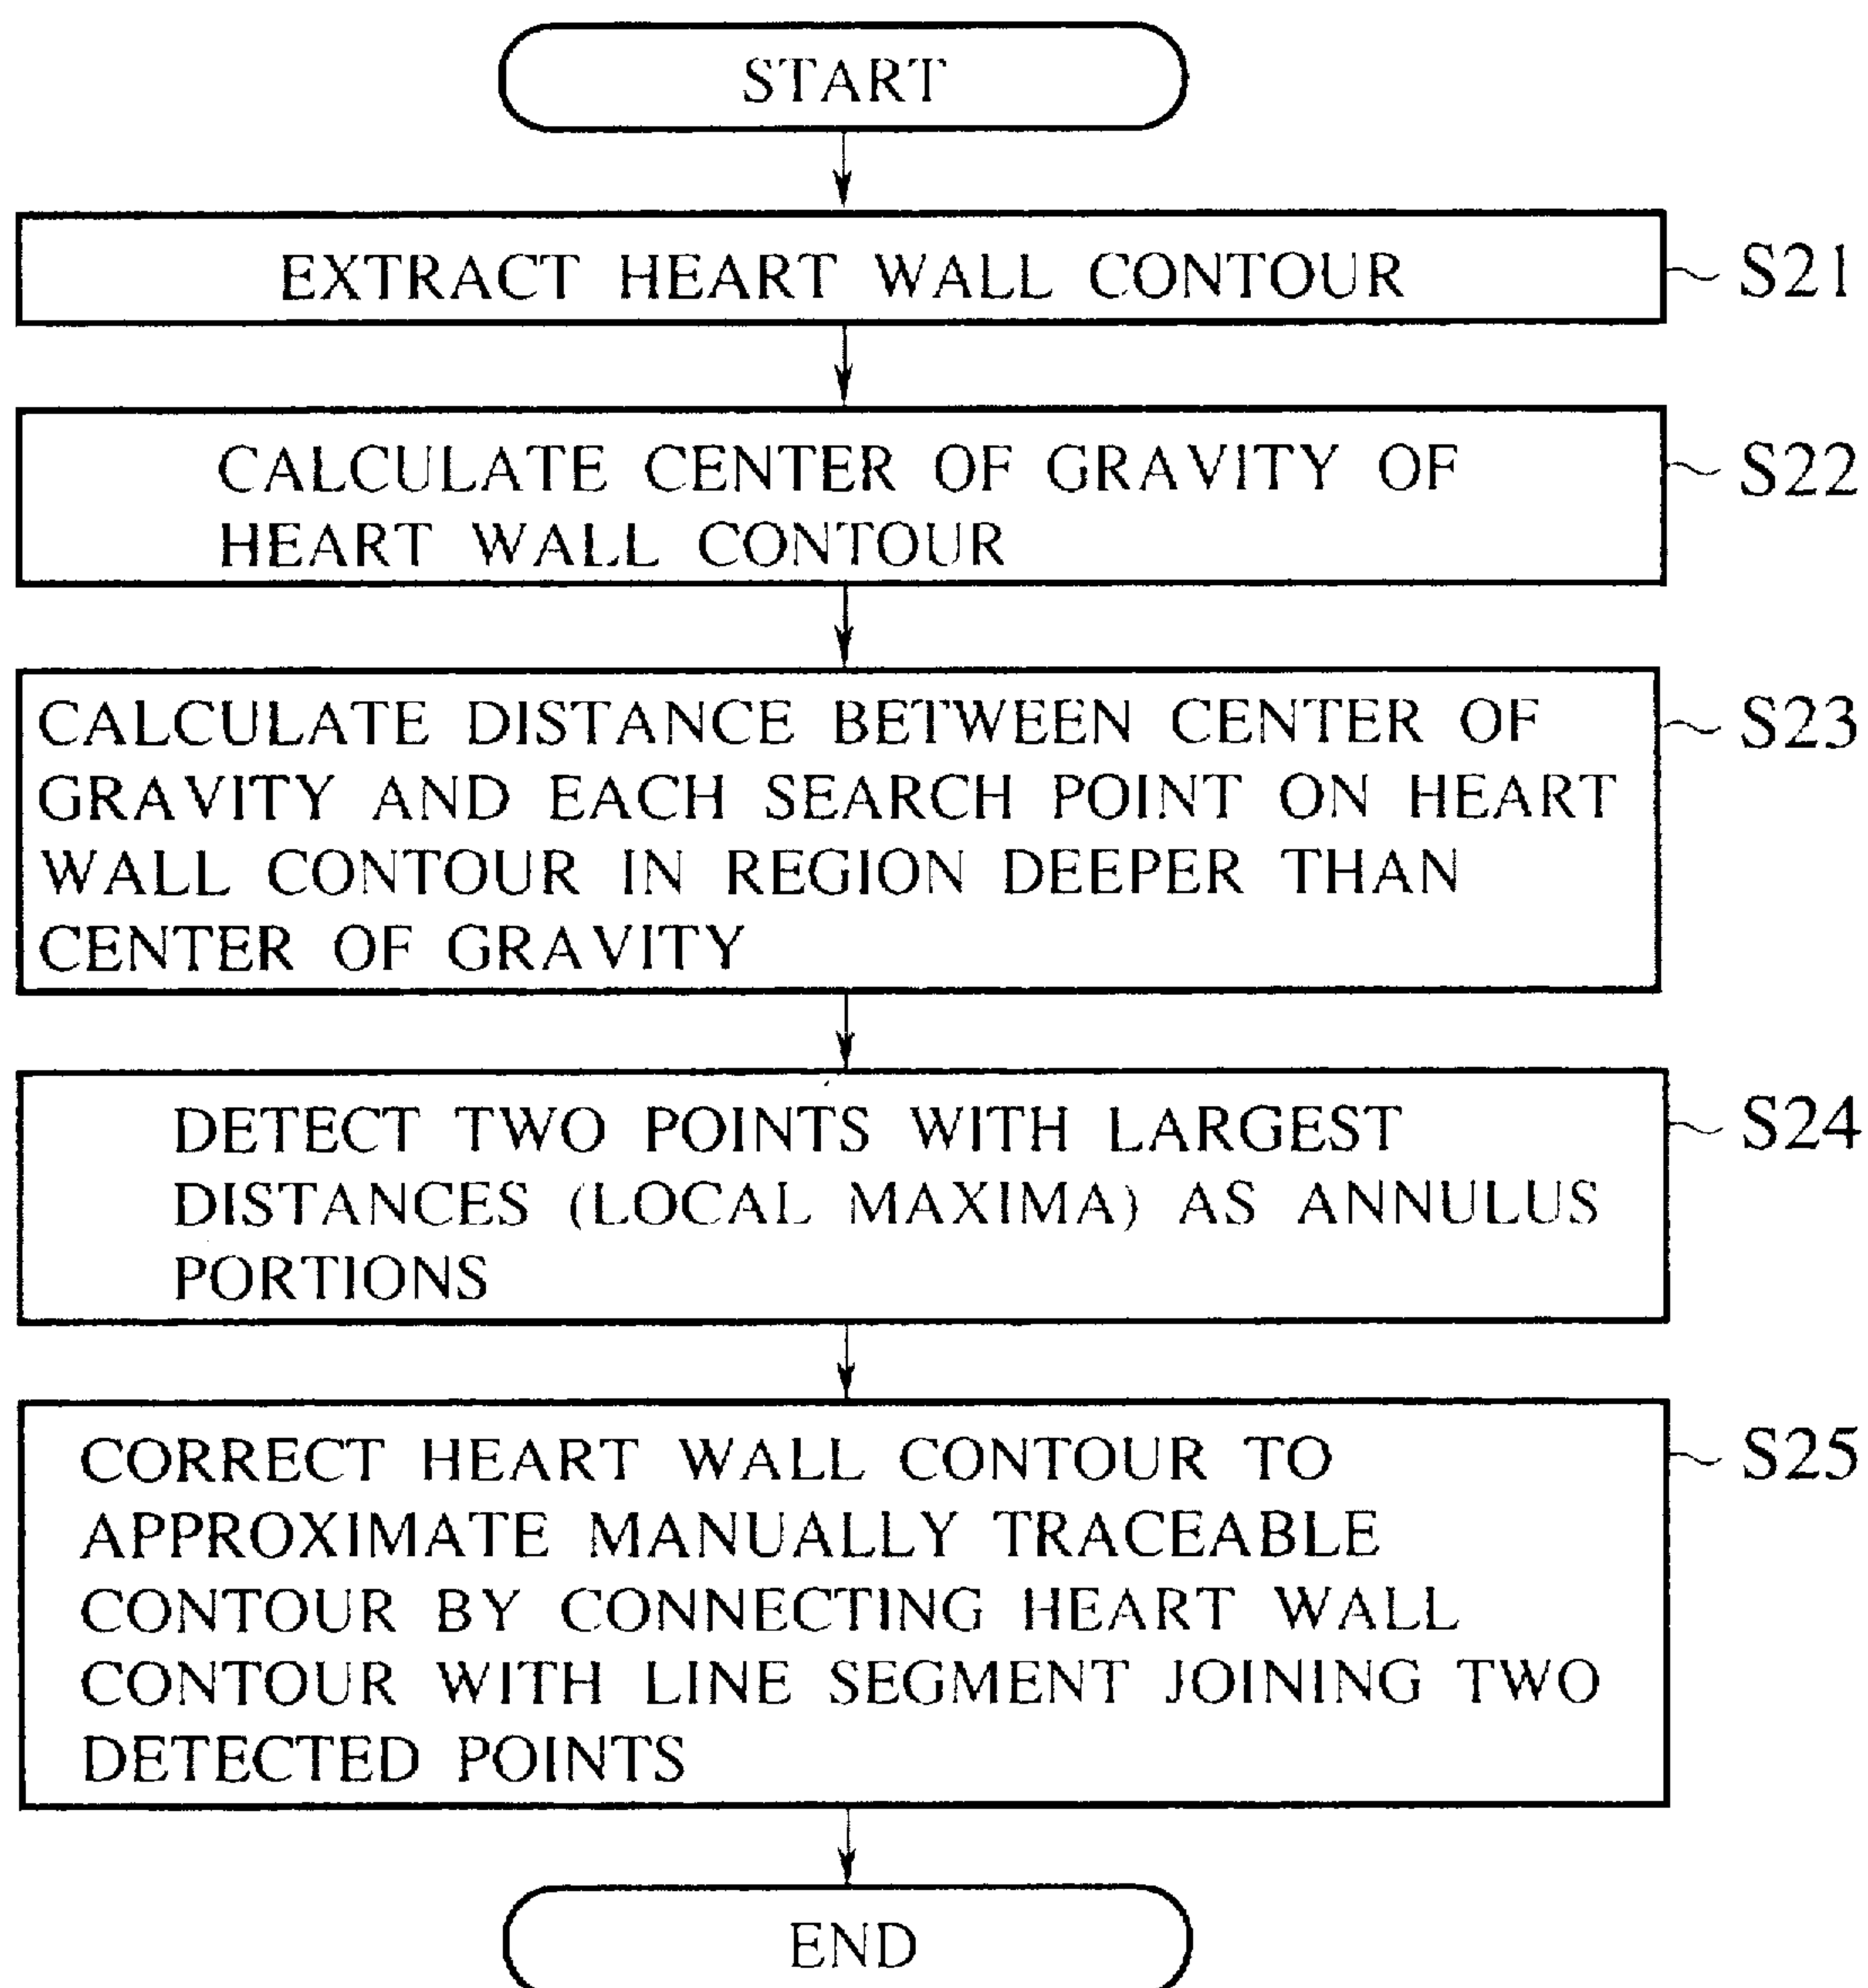 START
EXTRACT HEART WALL CONTOUR
S21
CALCULATE CENTER OF GRAVITY OF
HEART WALL CONTOUR
S22
CALCULATE DISTANCE BETWEEN CENTER OF
GRAVITY AND EACH SEARCH POINT ON HEART
WALL CONTOUR IN REGION DEEPER THAN
CENTER OF GRAVITY
S23
DETECT TWO POINTS WITH LARGEST
DISTANCES (LOCAL MAXIMA) AS ANNULUS
PORTIONS
S24
CORRECT HEART WALL CONTOUR TO
APPROXIMATE MANUALLY TRACEABLE
CONTOUR BY CONNECTING HEART WALL
CONTOUR WITH LINE SEGMENT JOINING TWO
DETECTED POINTS
S25
END